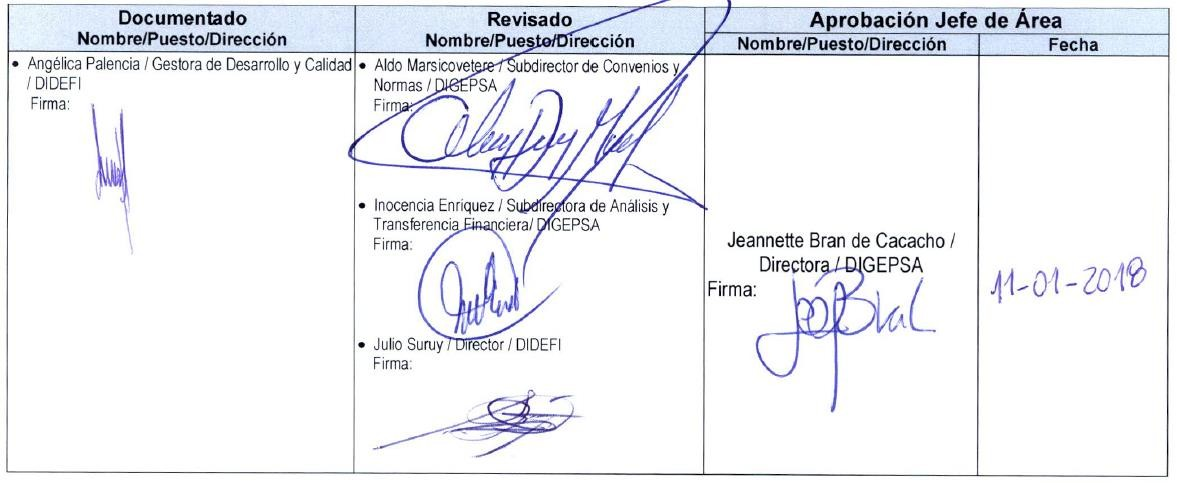 Documentado
Nombre/Puesto/Dirección
Revisado
Nombre/Puesto/Dirección
Aprobación Jefe de Área
Nombre/Puesto/Dirección
Fecha
• Angélica Palencia / Gestora de Desarrollo y Calidad
/ DIDEFI
Firma:
• Aldo Marsicovetere / Subdirector de Convenios y
Normas / DIGEPSA
Firma:
• Inocencia Enríquez / Subdirectora de Análisis y
Transferencia Financiera/ DIGEPSA
Firma:
• Julio Suruy / Director / DIDEFI
Firma:
Jeannette Bran de Cacacho /
Directora / DIGEPSA
Firma:
11-01-2018